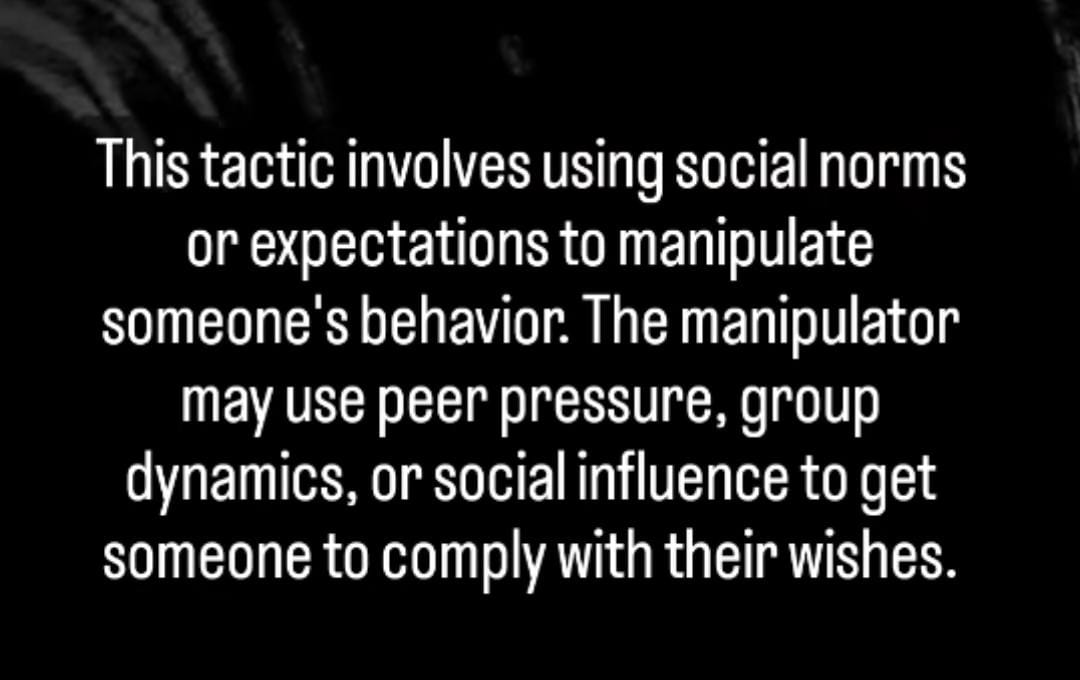 This tactic involves using social norms
or expectations to manipulate
someone's behavior. The manipulator
may use peer pressure, group
dynamics, or social influence to get
someone to comply with their wishes.